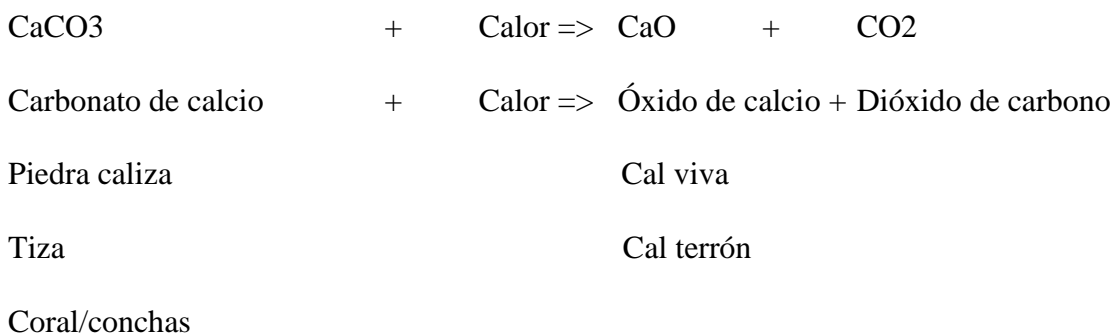 CaCO3 + Calor => CaO + CO2
Carbonato de calcio + Calor => Óxido de calcio + Dióxido de carbono
Piedra caliza Cal viva
Tiza Cal terrón
Coral/conchas